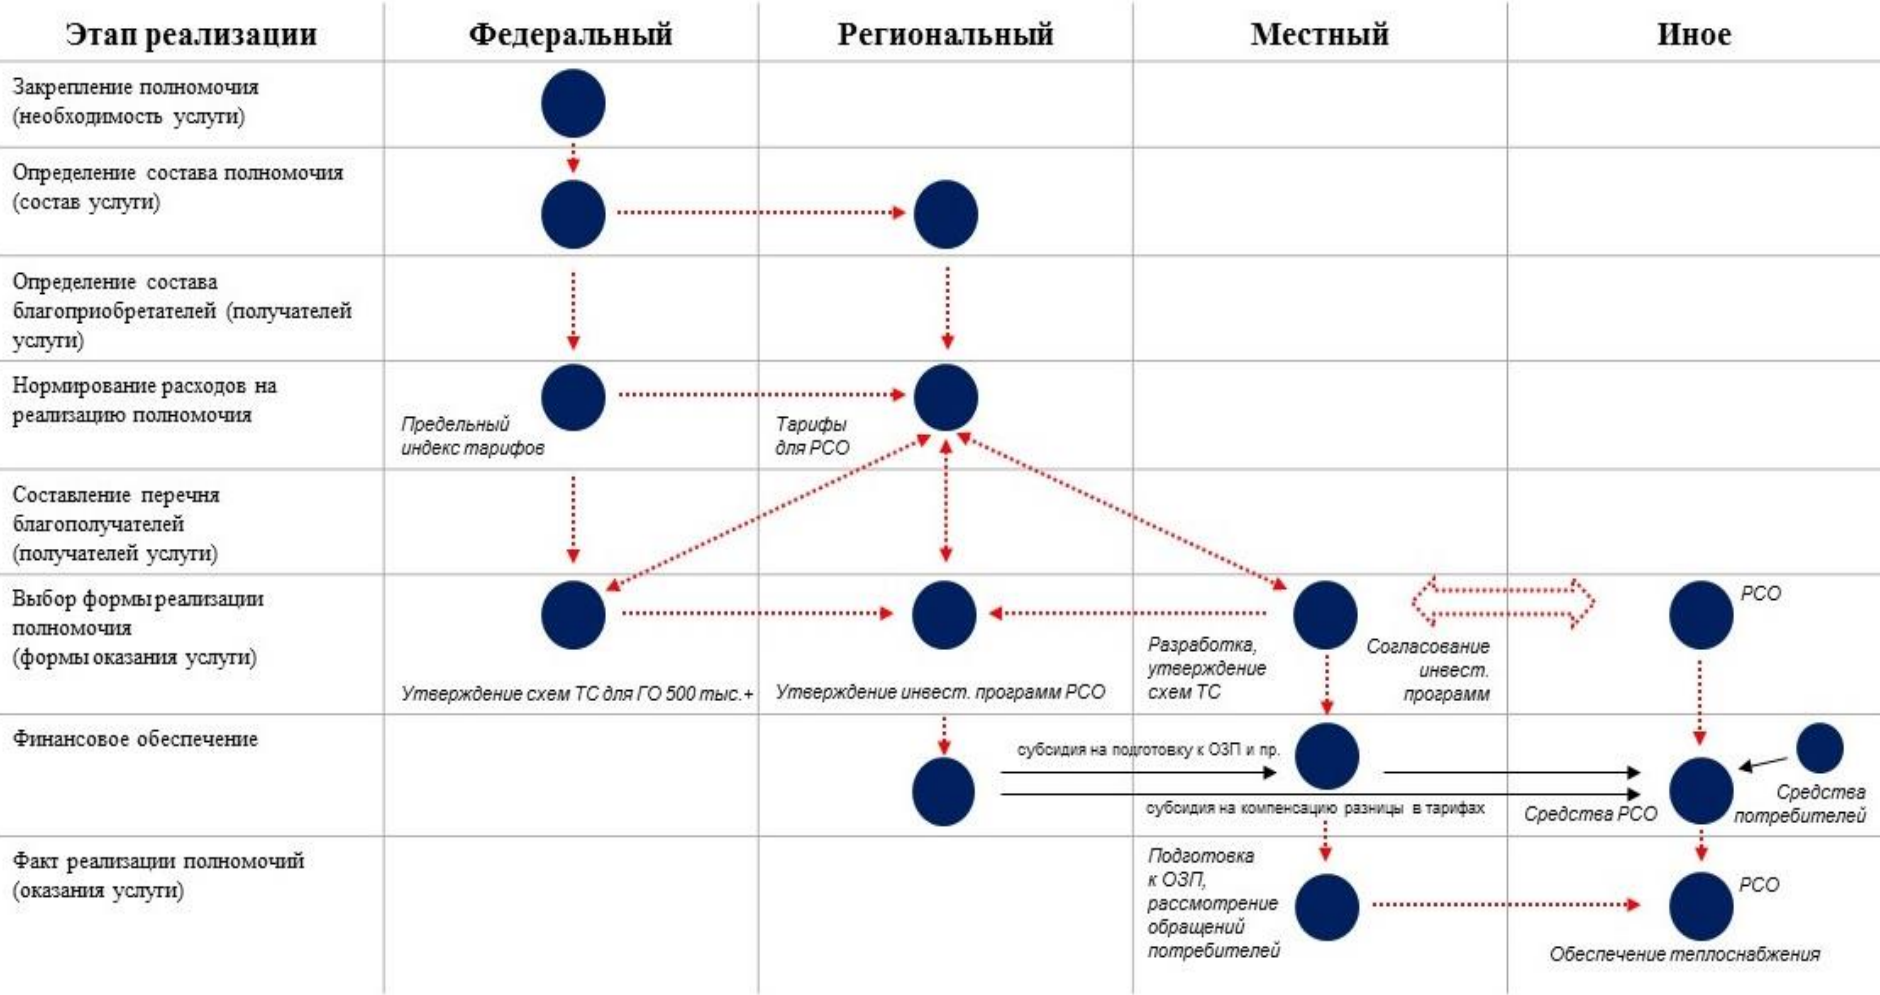 Этап реализации
Федеральный
Региональный
Местный
Иное
Закрепление полномочия
(необходимость услуги)
Определение состава полномочия
(состав услуги)
Определение состава
благоприобретателей (получателей
услуги)
Нормирование расходов на
реализацию полномочия
Предельный
индекс тарифов
Тарифы
для РСО
Составление перечня
благополучателей
(получателей услуги)
Выбор формы реализации
полномочия
(формы оказания услуги)
Утверждение схем ТС для ГО 500 тыс.+
Утверждение инвест. программ РСО
Разработка,
утверждение
схем ТС
Согласование
инвест.
программ
РСО
Финансовое обеспечение
субсидия на подготовку к ОЗП и пр.
субсидия на компенсацию разницы в тарифах
Средства РСО
Средства
потребителей
Факт реализации полномочий
(оказания услуги)
Подготовка
к ОЗП,
рассмотрение
обращений
потребителей
РСО
Обеспечение теплоснабжения